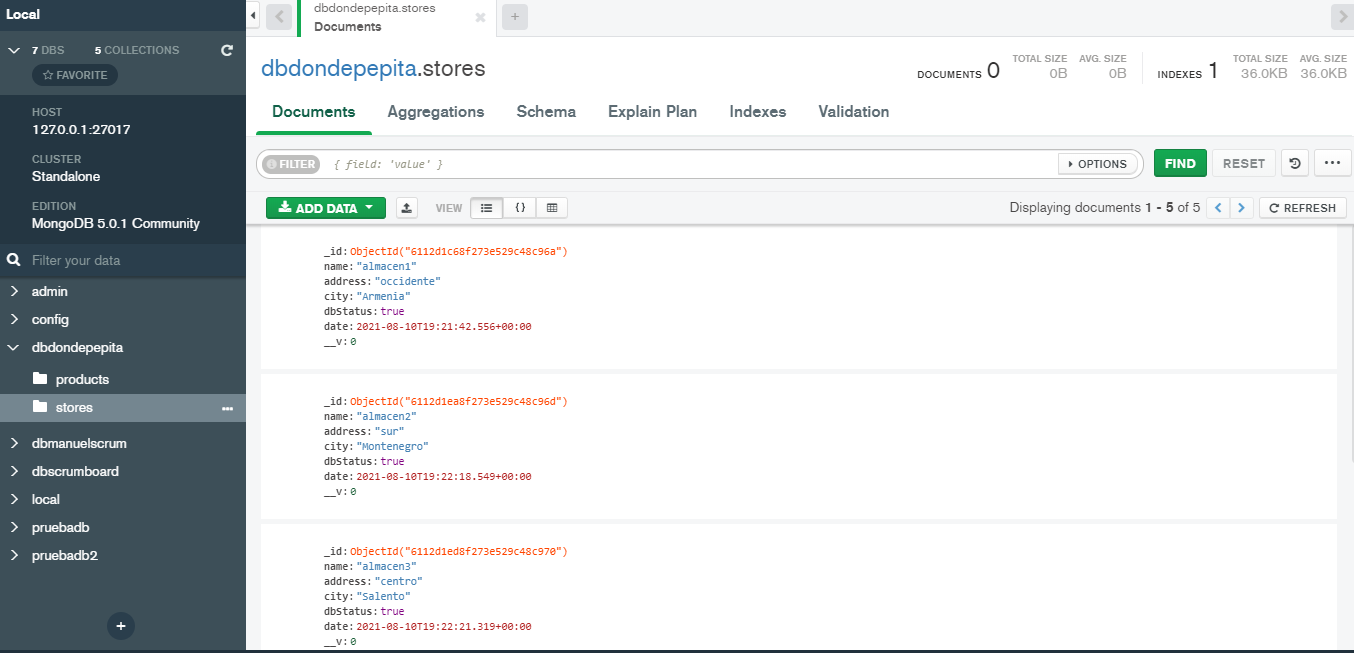 Local
7 DBS 5 COLLECTIONS
FAVORITE
HOST
127.0.0.1:27017
CLUSTER
Standalone
EDITION
MongoDB 5.0.1 Community
Filter your data
admin
config
dbdondepepita
products
stores
dbmanuelscrum
dbscrumboard
local
pruebadb
pruebadb2
dbdondepepita.stores
Documents
dbdondepepita.stores
DOCUMENTS 0 TOTAL SIZE 0B AVG. SIZE 0B INDEXES 1 TOTAL SIZE 36.0KB AVG. SIZE 36.0KB
Documents Aggregations Schema Explain Plan Indexes Validation
FILTER { field: 'value' } OPTIONS FIND RESET
ADD DATA VIEW {} Displaying documents 1 - 5 of 5 REFRESH
_id: ObjectId("6112d1c68f273e529c48c96a")
name: "almacen1"
address: "occidente"
city: "Armenia"
dbStatus: true
date: 2021-08-10T19:21:42.556+00:00
__v: 0
_id: ObjectId("6112d1ea8f273e529c48c96d")
name: "almacen2"
address: "sur"
city: "Montenegro"
dbStatus: true
date: 2021-08-10T19:22:18.549+00:00
__v: 0
_id: ObjectId("6112d1ed8f273e529c48c970")
name: "almacen3"
address: "centro"
city: "Salento"
dbStatus: true
date: 2021-08-10T19:22:21.319+00:00
__v: 0